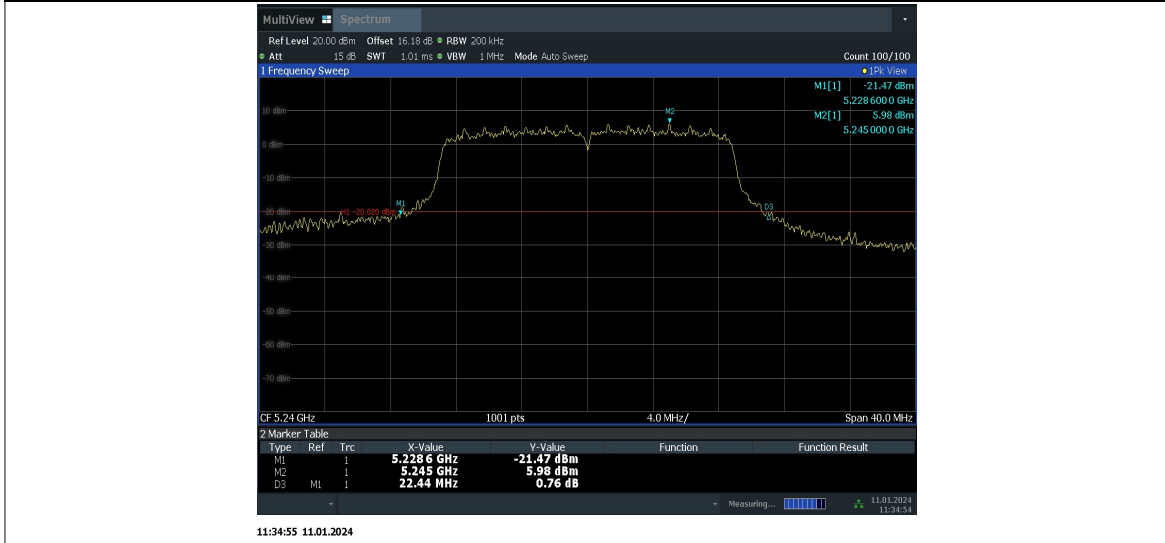 MultiView Spectrum
Ref Level 20.00 dBm Offset 16.18 dB RBW 200 kHz
Att 15 dB SWT 1.01 ms VBW 1 MHz Mode Auto Sweep Count 100/100
1 Frequency Sweep 1Pk View
M1[1] -21.47 dBm
5.228 600 0 GHz
M2[1] 5.98 dBm
5.245 000 0 GHz
10 dBm
M2
0 dBm
-10 dBm
M1
D3
-20 dBm H1 -20.020 dBm
-30 dBm
-40 dBm
-50 dBm
-60 dBm
-70 dBm
CF 5.24 GHz 1001 pts 4.0 MHz/ Span 40.0 MHz
2 Marker Table
Type Ref Trc X-Value Y-Value Function Function Result
M1 1 5.2286 GHz -21.47 dBm
M2 1 5.245 GHz 5.98 dBm
D3 M1 1 22.44 MHz 0.76 dB
Measuring... 11.01.2024
11:34:54
11:34:55 11.01.2024